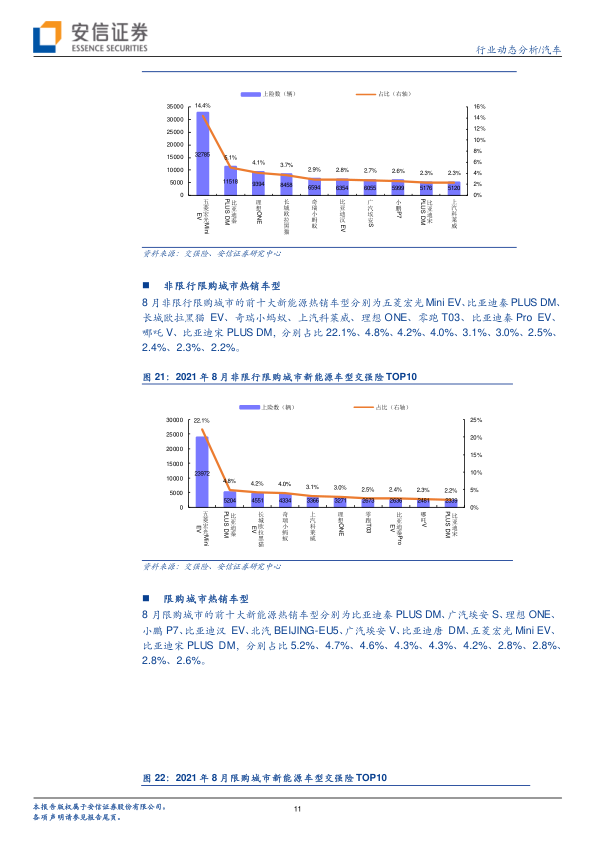 安信证券
ESSENCE SECURITIES
行业动态分析/汽车
上险数（辆） 占比（右轴）
35000 30000 25000 20000 15000 10000 5000 0
16% 14% 12% 10% 8% 6% 4% 2% 0%
14.4% 5.1% 4.1% 3.7% 2.9% 2.8% 2.7% 2.6% 2.3% 2.3%
32765 11518 9394 8458 6594 6354 6055 5999 5176 5120
五菱宏光Mini EV
比亚迪秦PLUS DM
理想ONE
长城欧拉黑猫
奇瑞小蚂蚁
比亚迪汉 EV
广汽埃安S
小鹏P7
比亚迪宋PLUS DM
上汽科莱威
资料来源：交强险、安信证券研究中心
■ 非限行限购城市热销车型
8 月非限行限购城市的前十大新能源热销车型分别为五菱宏光 Mini EV、比亚迪秦 PLUS DM、
长城欧拉黑猫 EV、奇瑞小蚂蚁、上汽科莱威、理想 ONE、零跑 T03、比亚迪秦 Pro EV、
哪吒 V、比亚迪宋 PLUS DM，分别占比 22.1%、4.8%、4.2%、4.0%、3.1%、3.0%、2.5%、
2.4%、2.3%、2.2%。
图 21：2021 年 8 月非限行限购城市新能源车型交强险 TOP10
上险数（辆） 占比（右轴）
30000 25000 20000 15000 10000 5000 0
25% 20% 15% 10% 5% 0%
22.1% 4.8% 4.2% 4.0% 3.1% 3.0% 2.5% 2.4% 2.3% 2.2%
23972 5204 4551 4334 3366 3271 2673 2636 2481 2339
五菱宏光Mini EV
比亚迪秦PLUS DM
长城欧拉黑猫 EV
奇瑞小蚂蚁
上汽科莱威
理想ONE
零跑T03
比亚迪秦Pro EV
哪吒V
比亚迪宋PLUS DM
资料来源：交强险、安信证券研究中心
■ 限购城市热销车型
8 月限购城市的前十大新能源热销车型分别为比亚迪秦 PLUS DM、广汽埃安 S、理想 ONE、
小鹏 P7、比亚迪汉 EV、北汽 BEIJING-EU5、广汽埃安 V、比亚迪唐 DM、五菱宏光 Mini EV、
比亚迪宋 PLUS DM，分别占比 5.2%、4.7%、4.6%、4.3%、4.3%、4.2%、2.8%、2.8%、
2.8%、2.6%。
图 22：2021 年 8 月限购城市新能源车型交强险 TOP10
本报告版权属于安信证券股份有限公司。
各项声明请参见报告尾页。
11